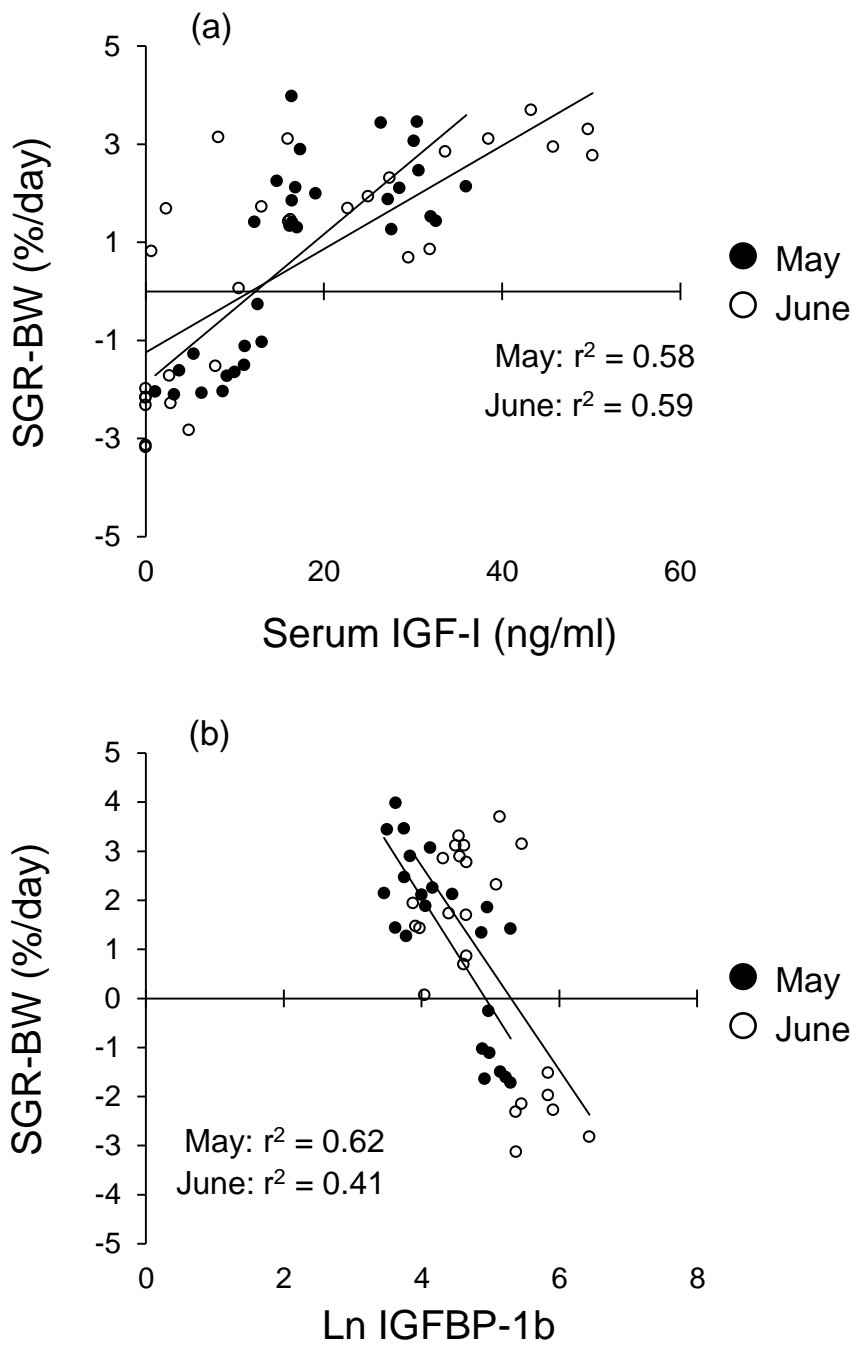 (a)
5
3
1
-1
-3
-5
SGR-BW (%/day)
0 20 40 60
Serum IGF-I (ng/ml)
May: r² = 0.58
June: r² = 0.59
May
June
(b)
5
4
3
2
1
0
-1
-2
-3
-4
-5
SGR-BW (%/day)
0 2 4 6 8
Ln IGFBP-1b
May: r² = 0.62
June: r² = 0.41
May
June